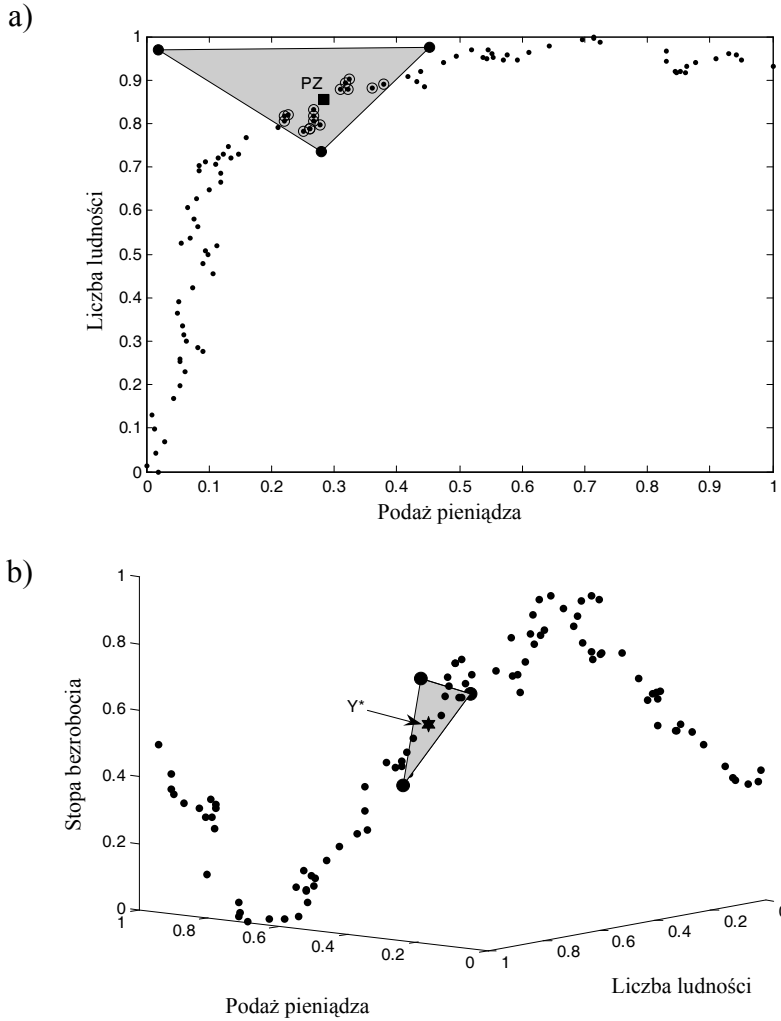 a)
1
0.9
0.8
0.7
0.6
0.5
0.4
0.3
0.2
0.1
0
PZ
Liczba ludności
0 0.1 0.2 0.3 0.4 0.5 0.6 0.7 0.8 0.9 1
Podaż pieniądza
b)
1
0.8
0.6
0.4
0.2
0
Y*
Stopa bezrobocia
1 0.8 0.6 0.4 0.2 0
1 0.8 0.6 0.4 0.2
Podaż pieniądza
Liczba ludności